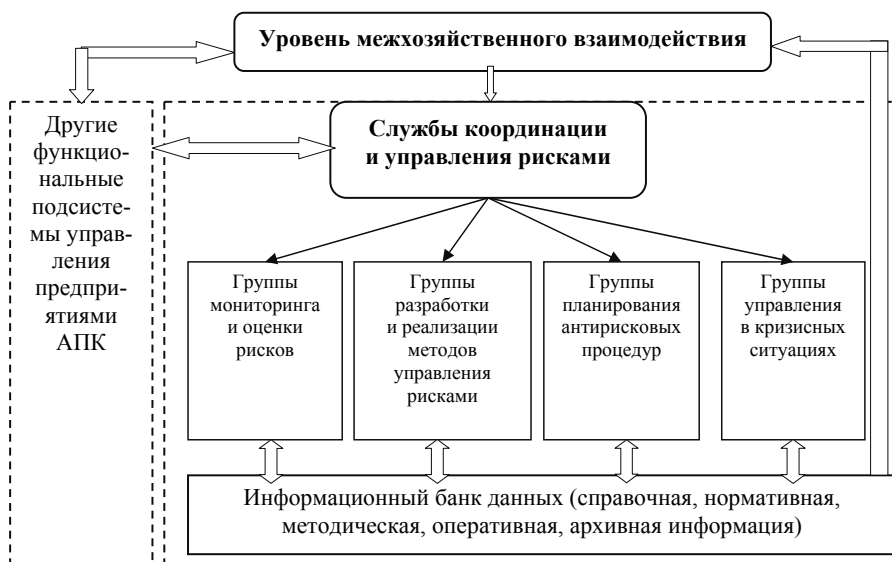 Уровень межхозяйственного взаимодействия
Другие
функцио-
нальные
подсисте-
мы управ-
ления
предпри-
ятиями
АПК
Службы координации
и управления рисками
Группы
мониторинга
и оценки
рисков
Группы
разработки
и реализации
методов
управления
рисками
Группы
планирования
антирисковых
процедур
Группы
управления
в кризисных
ситуациях
Информационный банк данных (справочная, нормативная,
методическая, оперативная, архивная информация)